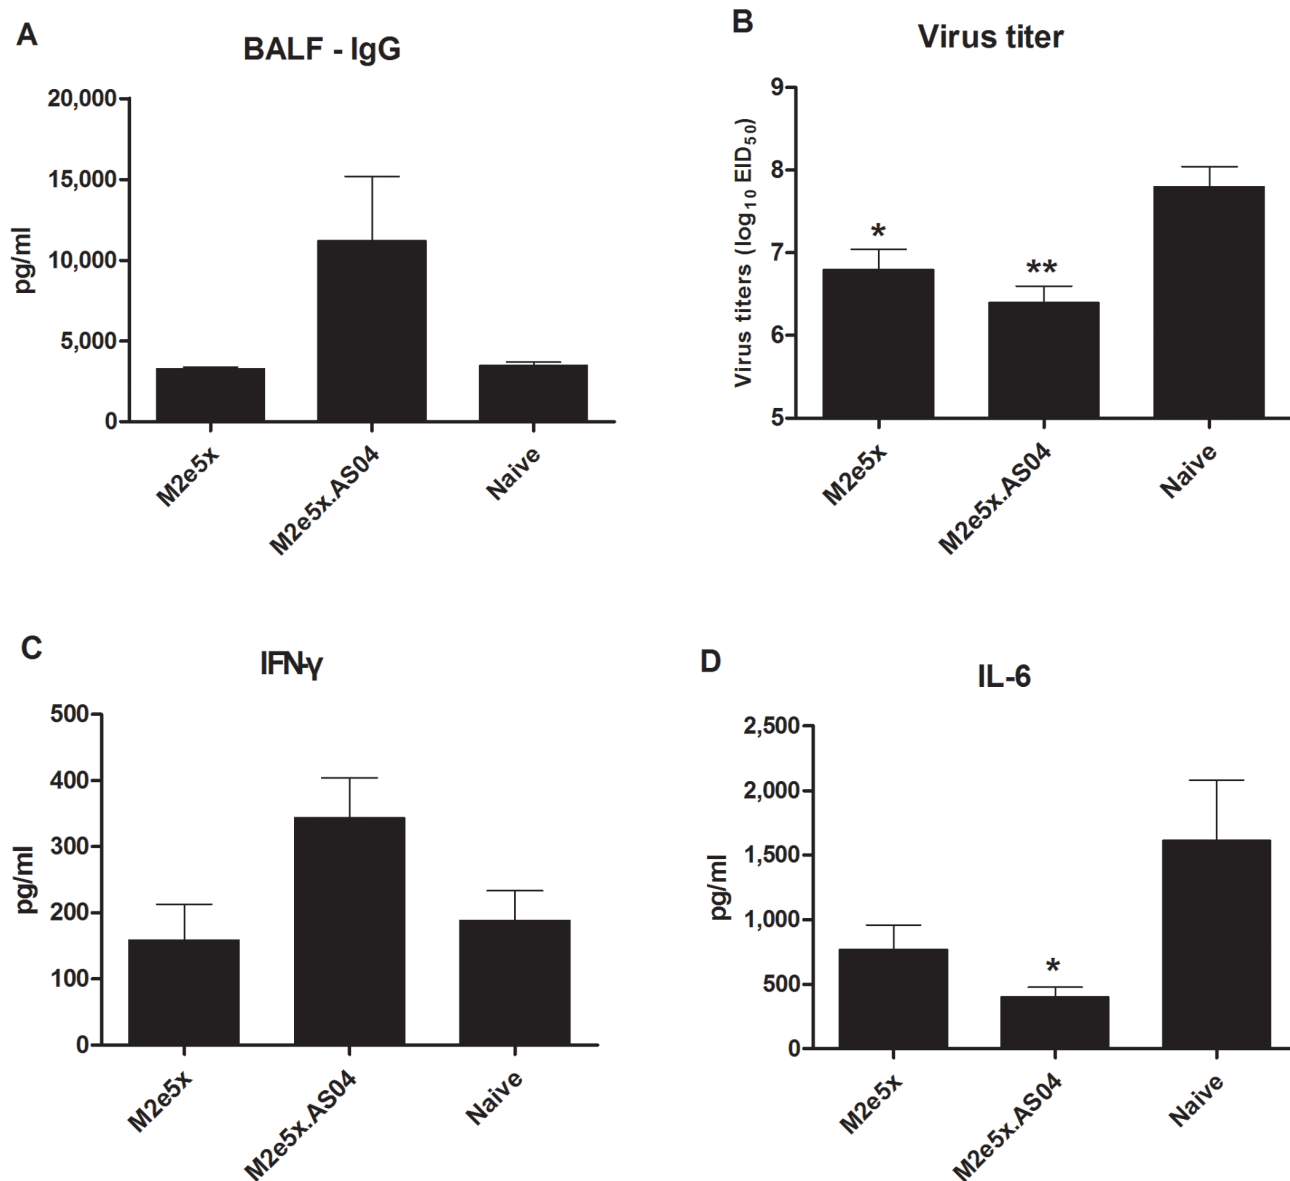 A
BALF - IgG
20,000
15,000
10,000
5,000
0
pg/ml
M2e5x
M2e5x.AS04
Naive
B
Virus titer
9
8
7
6
5
Virus titers (log10 EID50)
*
**
M2e5x
M2e5x.AS04
Naive
C
IFN-γ
500
400
300
200
100
0
pg/ml
M2e5x
M2e5x.AS04
Naive
D
IL-6
2,500
2,000
1,500
1,000
500
0
pg/ml
*
M2e5x
M2e5x.AS04
Naive